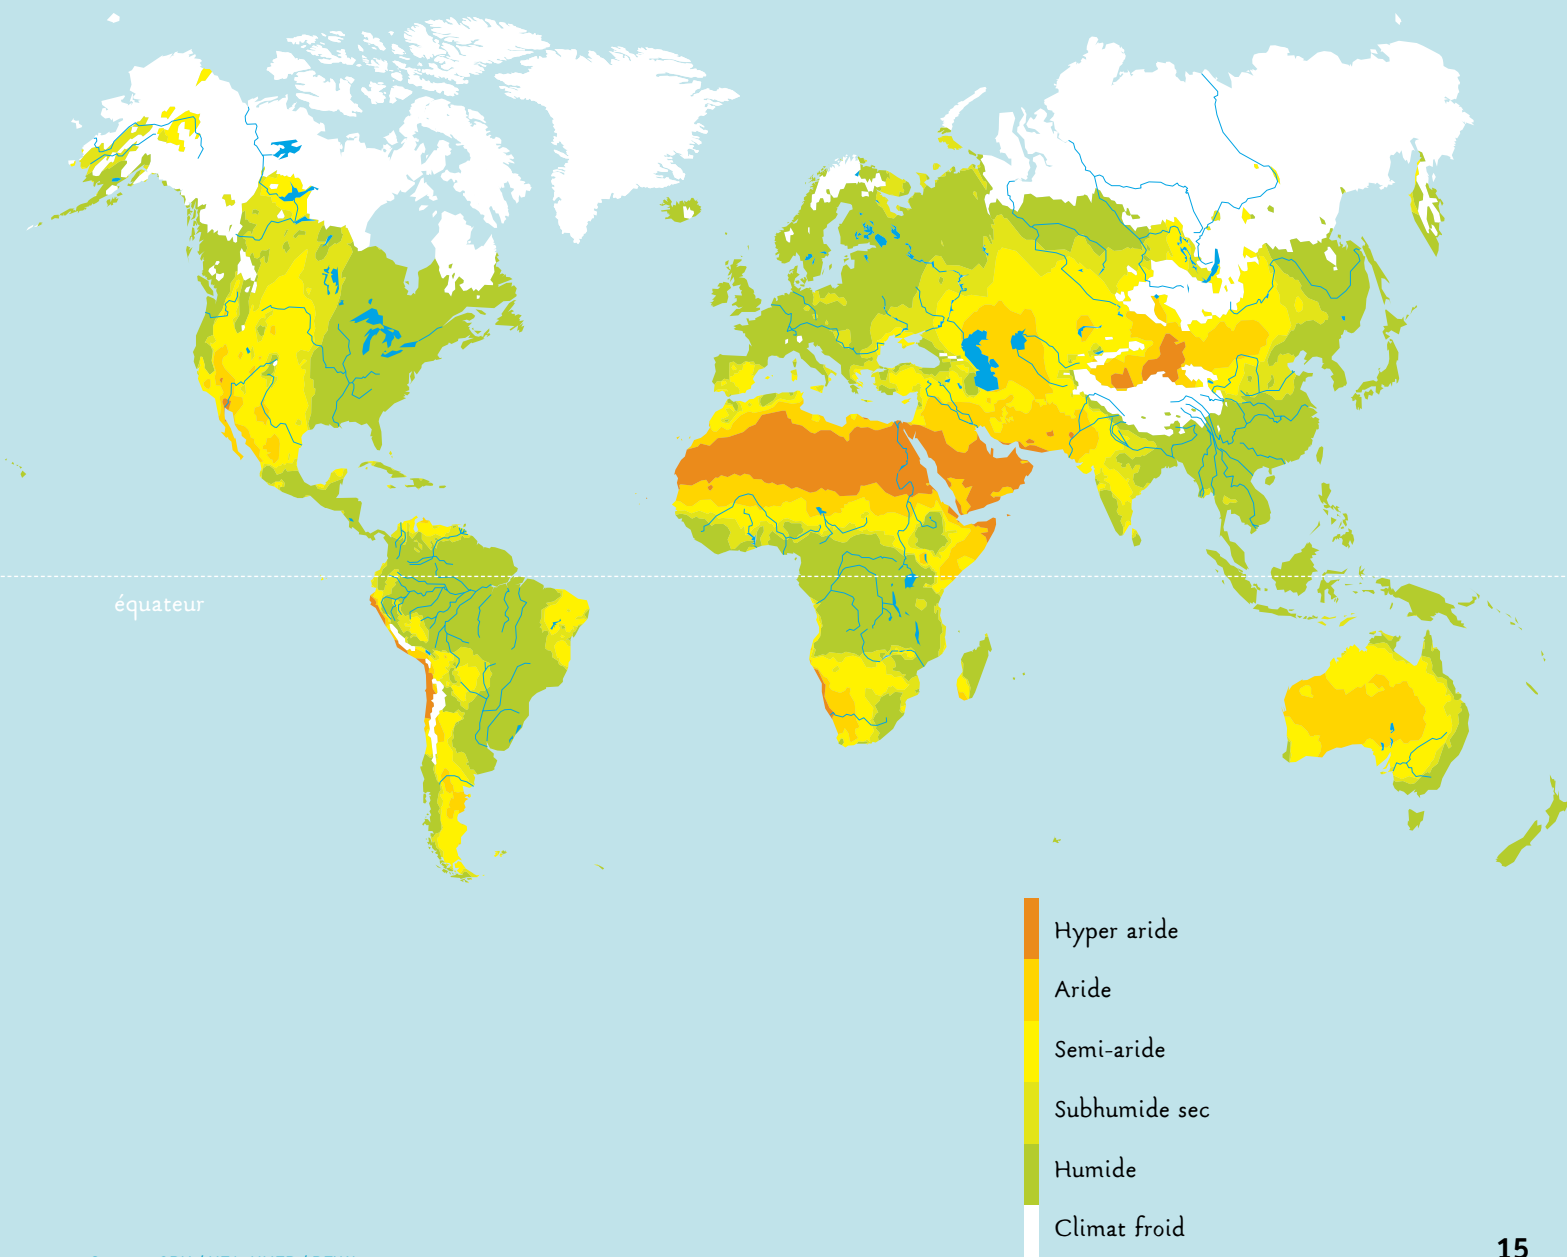 équateur
Hyper aride
Aride
Semi-aride
Subhumide sec
Humide
Climat froid
15